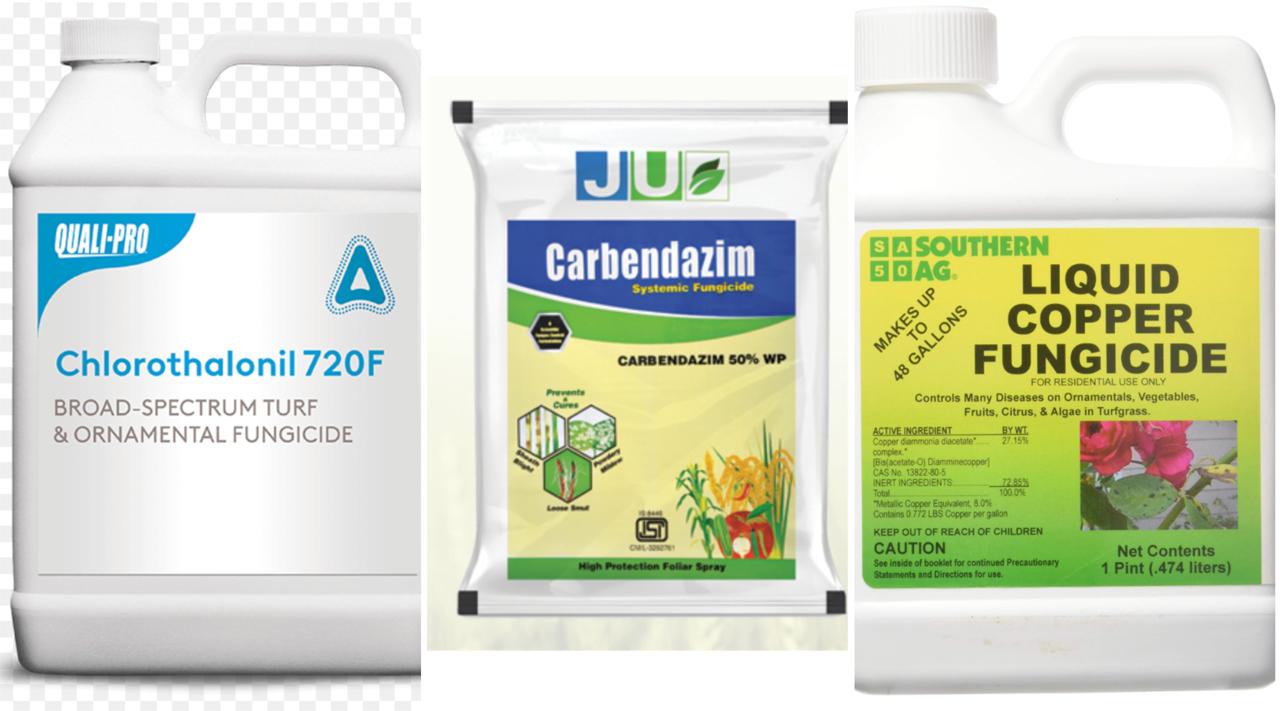 QUALI-PRO
Chlorothalonil 720F
BROAD-SPECTRUM TURF
& ORNAMENTAL FUNGICIDE
JU
Carbendazim
Systemic Fungicide
CARBENDAZIM 50% WP
Prevents
&
Cures
Sheath
Blight
Powdery
Mildew
Loose Smut
IS:8446
CM/L-3292761
High Protection Foliar Spray
SA SOUTHERN
50 AG®
MAKES UP
TO
48 GALLONS
LIQUID
COPPER
FUNGICIDE
FOR RESIDENTIAL USE ONLY
Controls Many Diseases on Ornamentals, Vegetables,
Fruits, Citrus, & Algae in Turfgrass.
ACTIVE INGREDIENT BY WT.
Copper diammonia diacetate*...... 27.15%
complex.*
[Bis(acetate-O) Diamminecopper]
CAS No. 13822-80-5
INERT INGREDIENTS: 72.85%
Total 100.0%
*Metallic Copper Equivalent, 8.0%
Contains 0.772 LBS Copper per gallon
KEEP OUT OF REACH OF CHILDREN
CAUTION
See inside of booklet for continued Precautionary
Statements and Directions for use.
Net Contents
1 Pint (.474 liters)